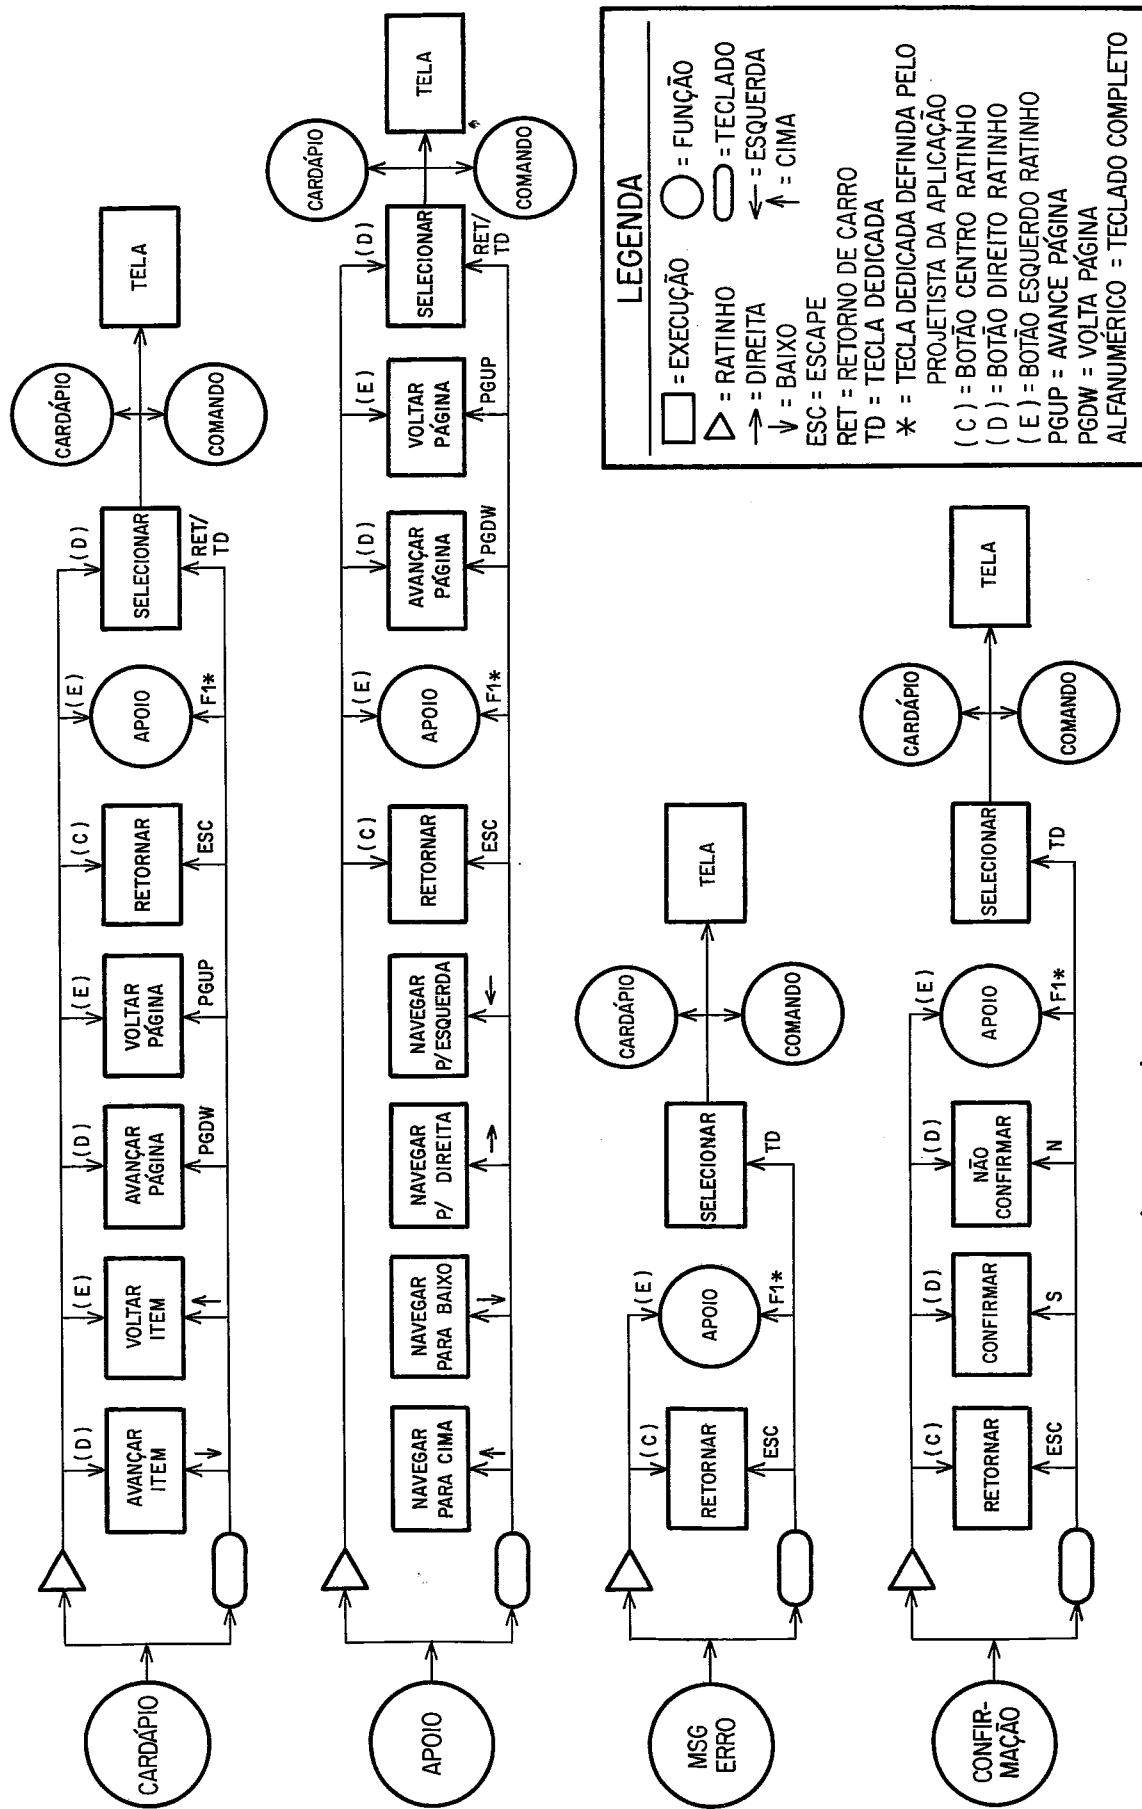 CARDÁPIO
(D)
AVANÇAR
ITEM
↓
(E)
VOLTAR
ITEM
↑
(D)
AVANÇAR
PÁGINA
PGDW
(E)
VOLTAR
PÁGINA
PGUP
(C)
RETORNAR
ESC
(E)
APOIO
F1*
(D)
SELECIONAR
RET/
TD
CARDÁPIO
COMANDO
TELA
APOIO
NAVEGAR
PARA CIMA
↑
NAVEGAR
PARA BAIXO
↓
NAVEGAR
P/ DIREITA
→
NAVEGAR
P/ESQUERDA
←
(C)
RETORNAR
ESC
(E)
APOIO
F1*
(D)
AVANÇAR
PÁGINA
PGDW
(E)
VOLTAR
PÁGINA
PGUP
(D)
SELECIONAR
RET/
TD
CARDÁPIO
COMANDO
TELA
MSG
ERRO
(C)
RETORNAR
ESC
(E)
APOIO
F1*
SELECIONAR
TD
CARDÁPIO
COMANDO
TELA
CONFIR-
MAÇÃO
(C)
RETORNAR
ESC
(D)
CONFIRMAR
S
(D)
NÃO
CONFIRMAR
N
(E)
APOIO
F1*
SELECIONAR
TD
CARDÁPIO
COMANDO
TELA
LEGENDA
= EXECUÇÃO = FUNÇÃO
= RATINHO = TECLADO
→ = DIREITA ← = ESQUERDA
↓ = BAIXO ↑ = CIMA
ESC = ESCAPE
RET = RETORNO DE CARRO
TD = TECLA DEDICADA
* = TECLA DEDICADA DEFINIDA PELO
PROJETISTA DA APLICAÇÃO
(C) = BOTÃO CENTRO RATINHO
(D) = BOTÃO DIREITO RATINHO
(E) = BOTÃO ESQUERDO RATINHO
PGUP = AVANCE PÁGINA
PGDW = VOLTA PÁGINA
ALFANUMÉRICO = TECLADO COMPLETO